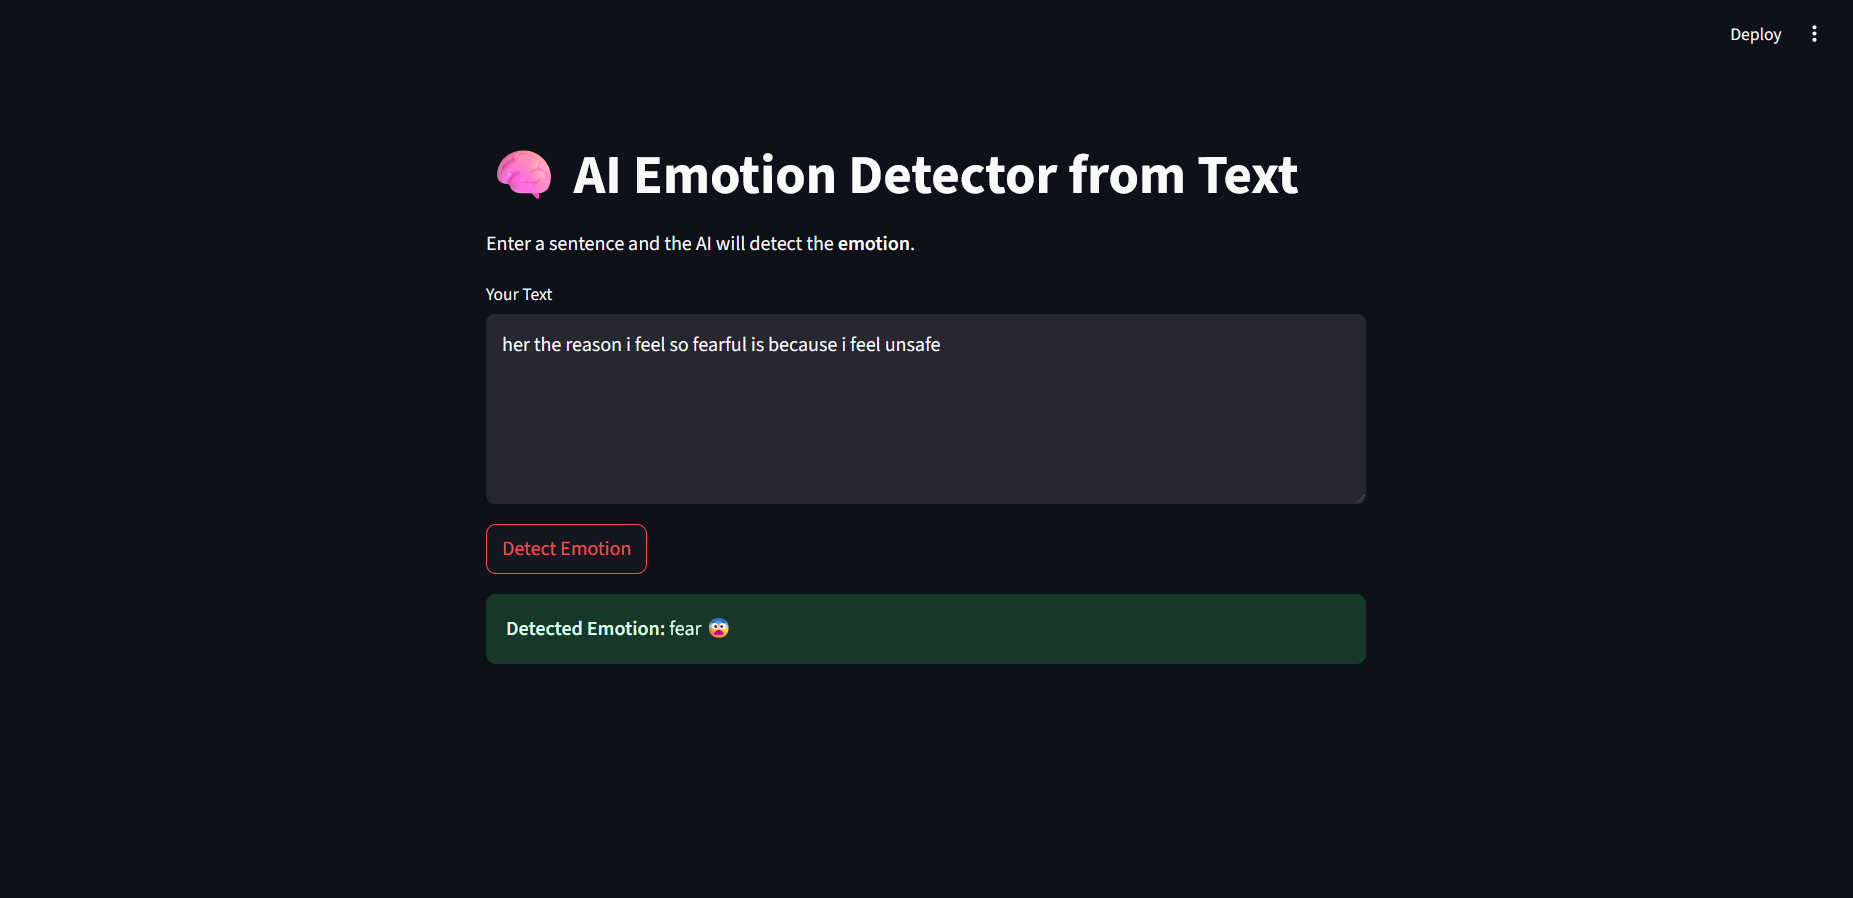 Deploy
🧠 AI Emotion Detector from Text
Enter a sentence and the AI will detect the emotion.
Your Text
her the reason i feel so fearful is because i feel unsafe
Detect Emotion
Detected Emotion: fear 😨